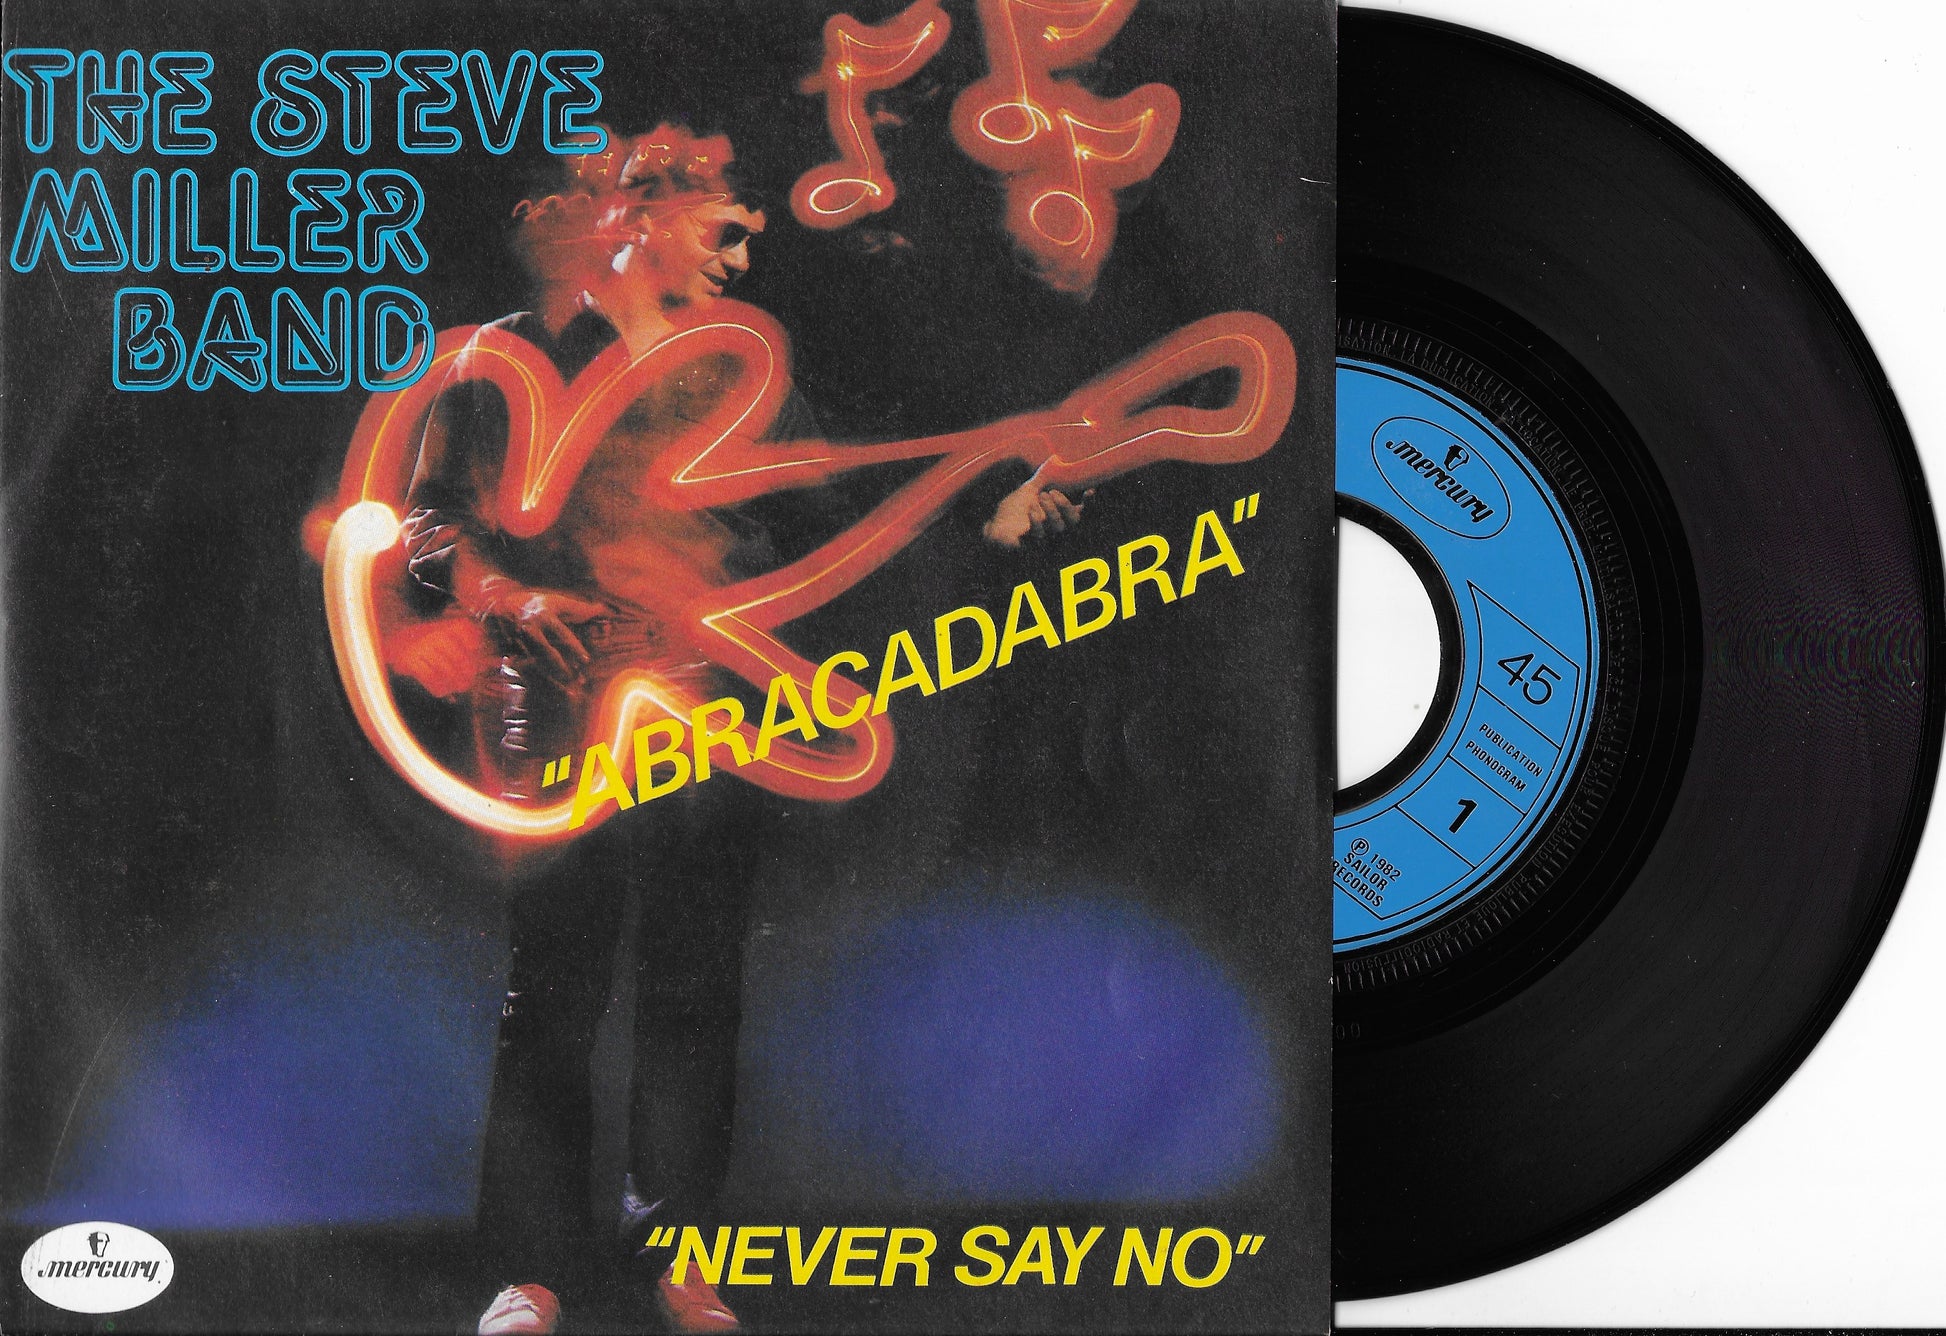 THE STEVE
MILLER
BAND
"ABRACADABRA"
"NEVER SAY NO"
mercury
mercury
45
PUBLICATION
PHONOGRAM
1
℗ 1982
SAILOR
RECORDS